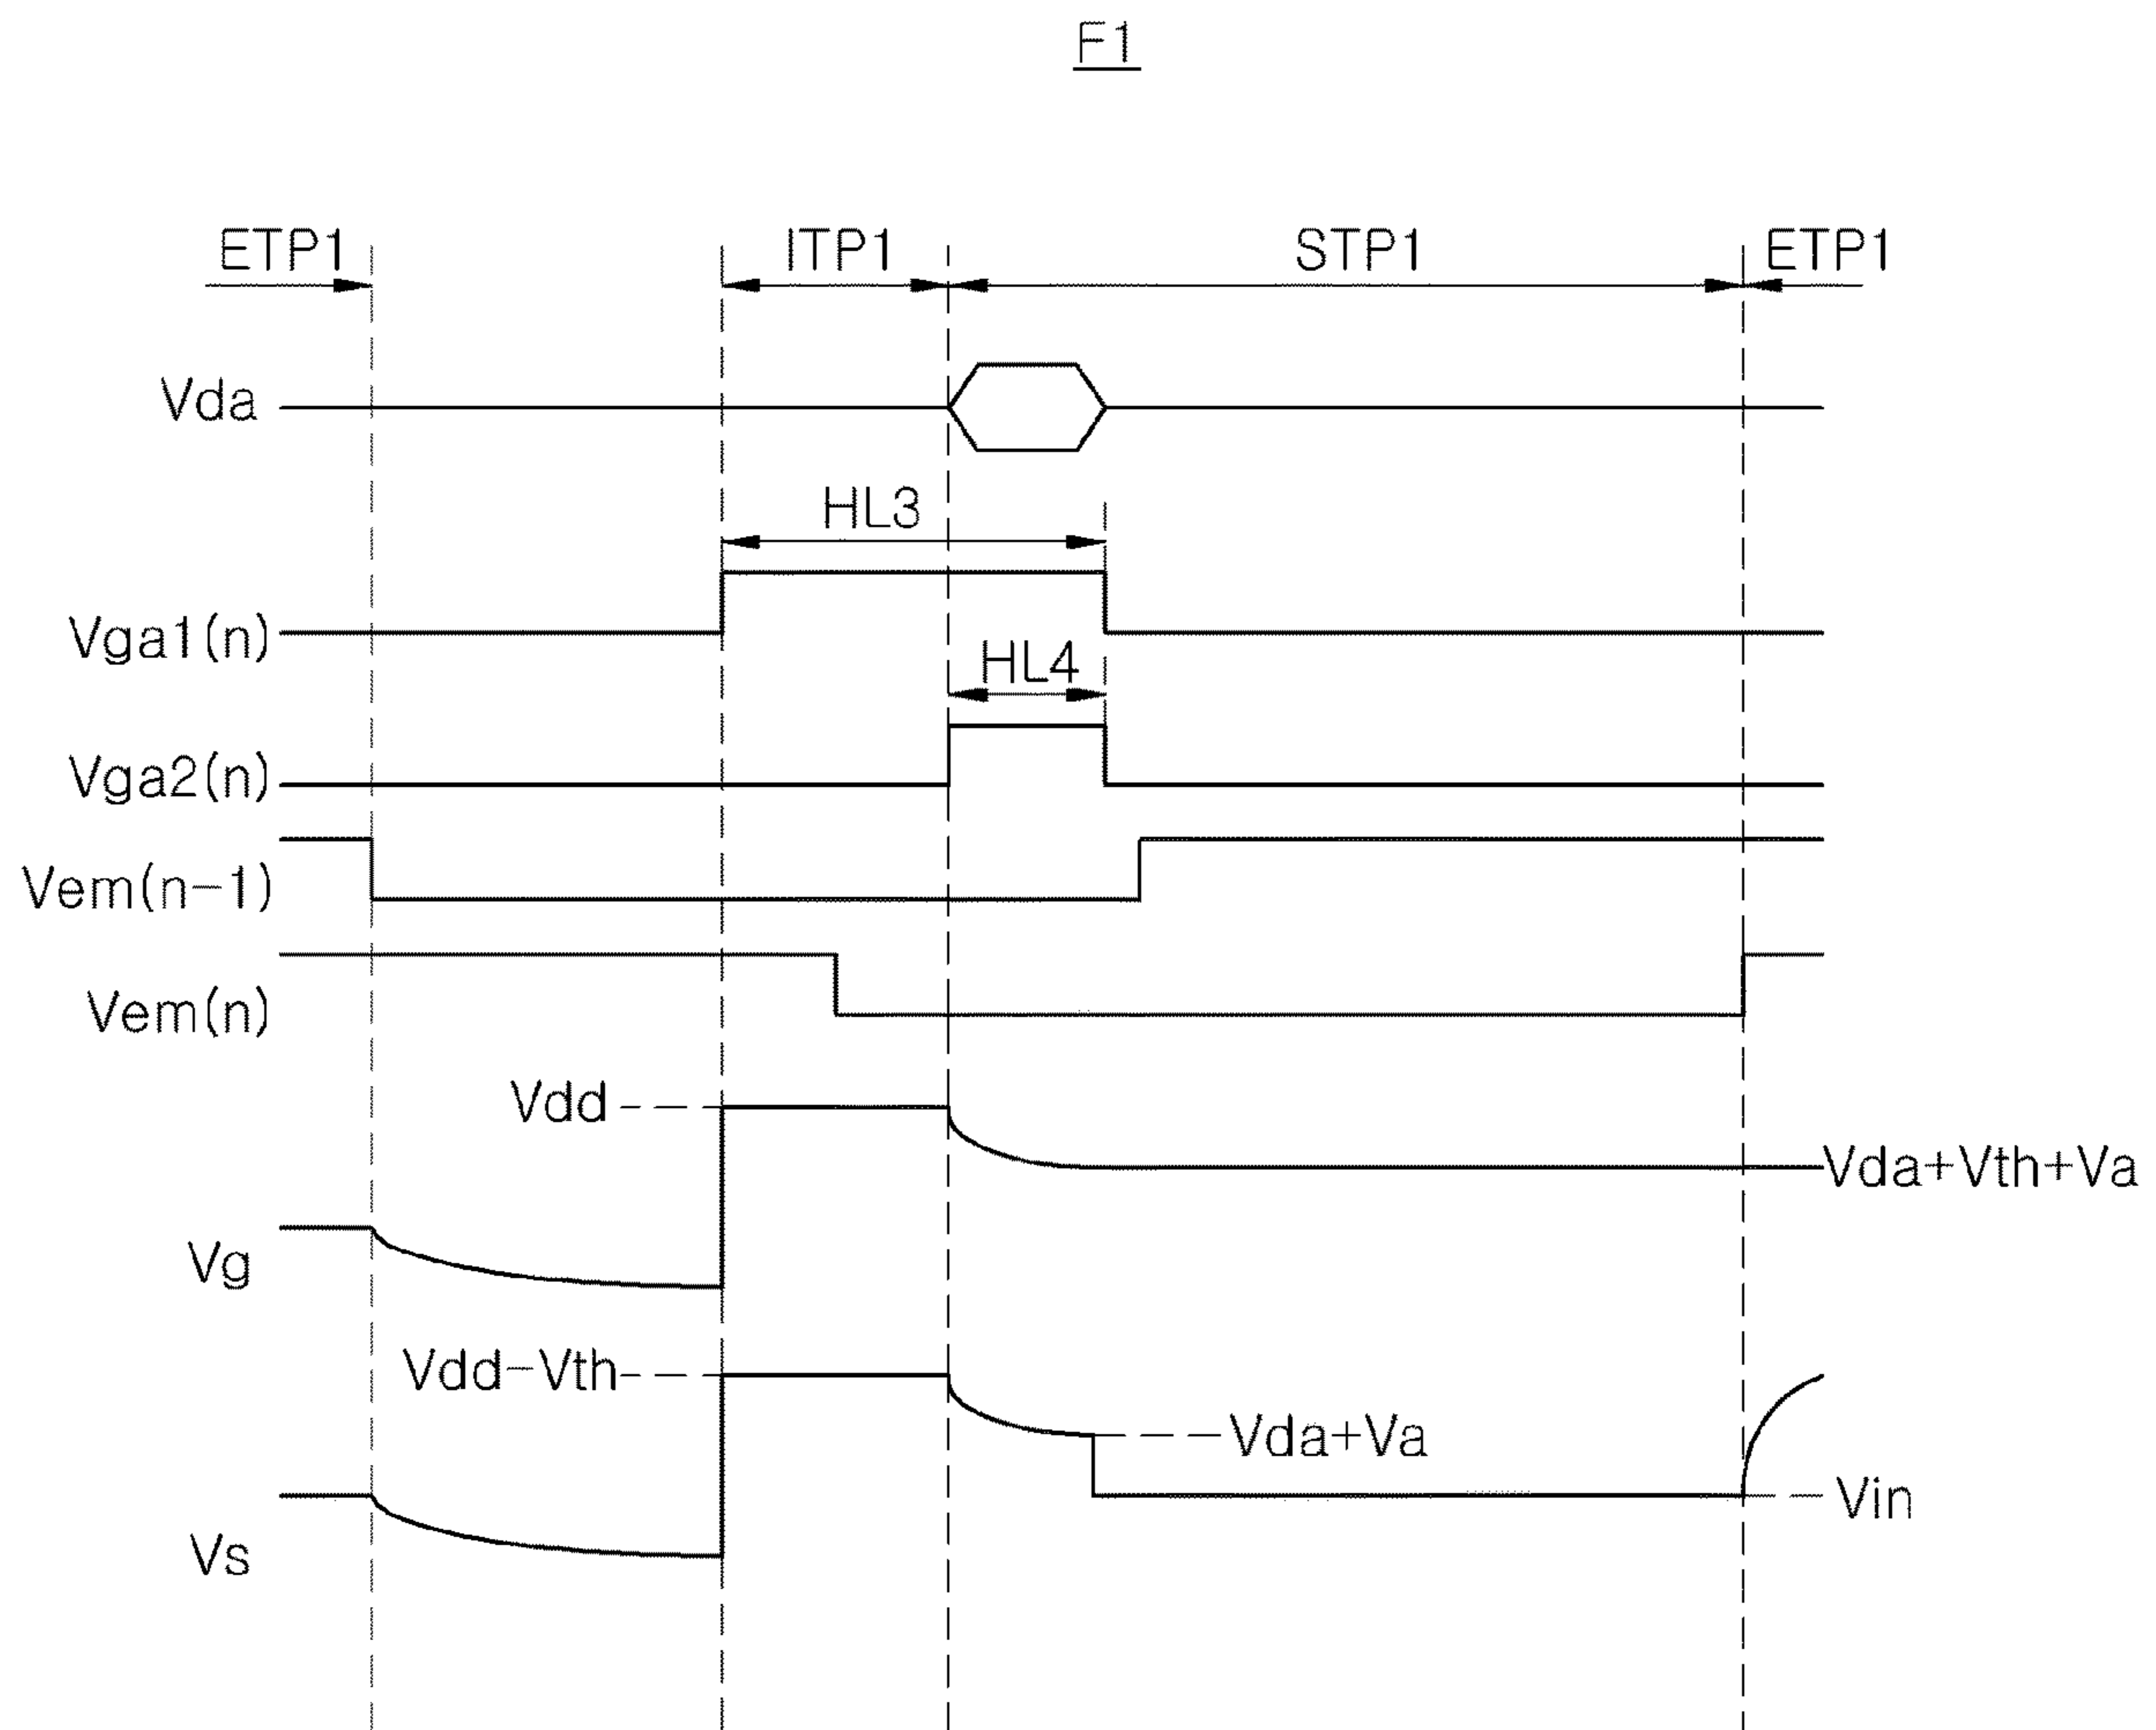 F1
ETP1 ITP1 STP1 ETP1
Vda
HL3
Vga1(n)
HL4
Vga2(n)
Vem(n-1)
Vem(n)
Vdd
Vda+Vth+Va
Vg
Vdd-Vth
Vda+Va
Vin
Vs